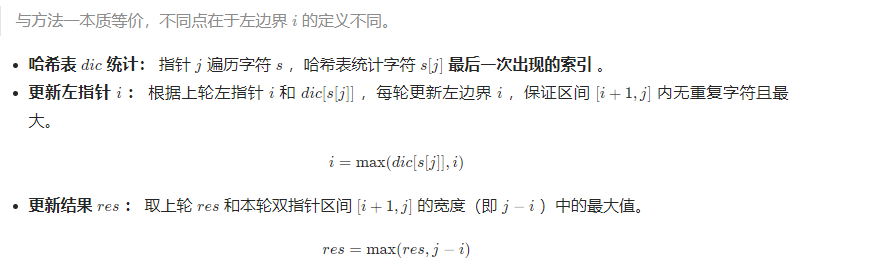 与方法一本质等价，不同点在于左边界 i 的定义不同。
• 哈希表 dic 统计： 指针 j 遍历字符 s ，哈希表统计字符 s[j] 最后一次出现的索引 。
• 更新左指针 i ： 根据上轮左指针 i 和 dic[s[j]] ，每轮更新左边界 i ，保证区间 [i + 1, j] 内无重复字符且最
大。
i = max(dic[s[j]], i)
• 更新结果 res ： 取上轮 res 和本轮双指针区间 [i + 1, j] 的宽度（即 j − i ）中的最大值。
res = max(res, j − i)